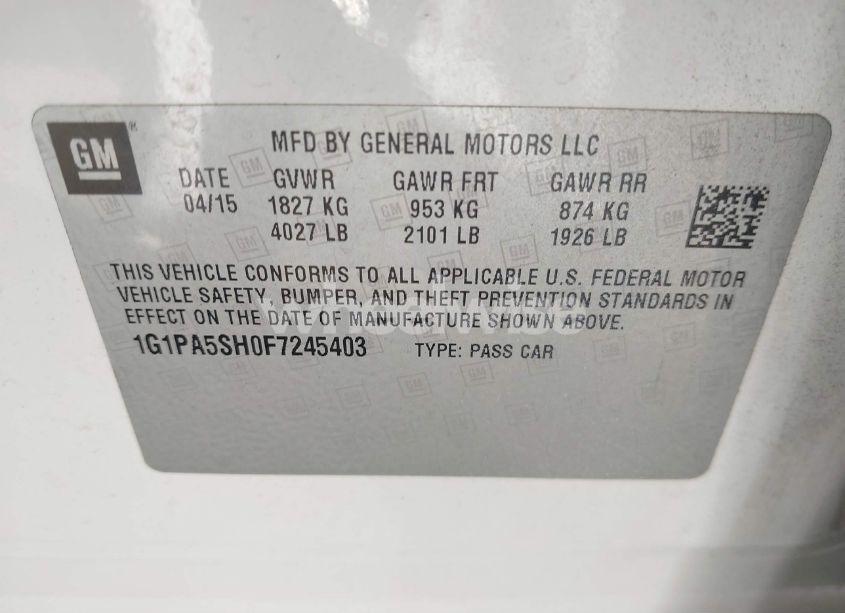 GM
MFD BY GENERAL MOTORS LLC
DATE GVWR GAWR FRT GAWR RR
04/15 1827 KG 953 KG 874 KG
4027 LB 2101 LB 1926 LB
THIS VEHICLE CONFORMS TO ALL APPLICABLE U.S. FEDERAL MOTOR
VEHICLE SAFETY, BUMPER, AND THEFT PREVENTION STANDARDS IN
EFFECT ON THE DATE OF MANUFACTURE SHOWN ABOVE.
1G1PA5SH0F7245403 TYPE: PASS CAR